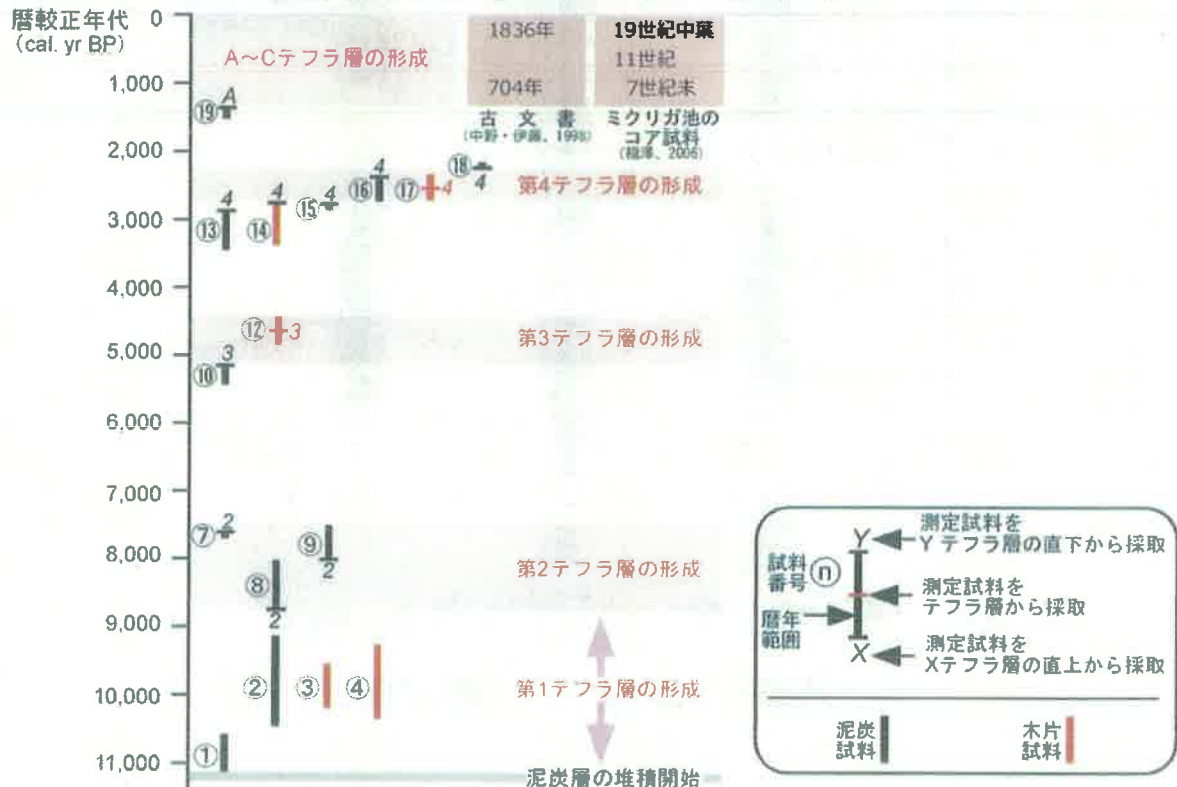 暦較正年代
(cal. yr BP)
0
1,000
2,000
3,000
4,000
5,000
6,000
7,000
8,000
9,000
10,000
11,000
A～Cテフラ層の形成
1836年
704年
古文書
(中野・伊藤、1998)
19世紀中葉
11世紀
7世紀末
ミクリガ池の
コア試料
(福澤、2006)
⑲ A
⑱ 4
第4テフラ層の形成
⑬ 4
⑭ 4
⑮ 4
⑯ 4
⑰ 4
⑫ 3
第3テフラ層の形成
⑩ 3
⑦ 2
⑧ 2
⑨ 2
第2テフラ層の形成
② ③ ④
第1テフラ層の形成
①
泥炭層の堆積開始
試料
番号 ⓝ
暦年
範囲
Y
測定試料を
Yテフラ層の直下から採取
測定試料を
テフラ層から採取
X
測定試料を
Xテフラ層の直上から採取
泥炭
試料
木片
試料